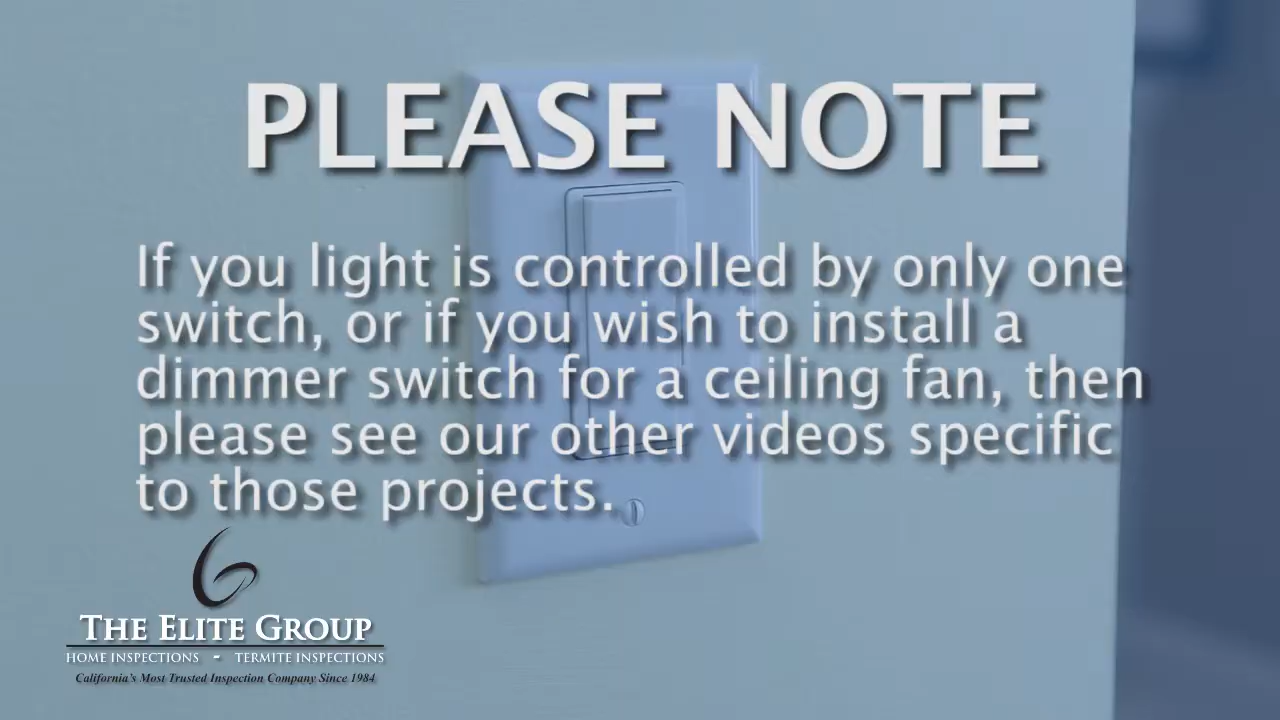 PLEASE NOTE
If you light is controlled by only one
switch, or if you wish to install a
dimmer switch for a ceiling fan, then
please see our other videos specific
to those projects.
THE ELITE GROUP
HOME INSPECTIONS - TERMITE INSPECTIONS
California's Most Trusted Inspection Company Since 1984